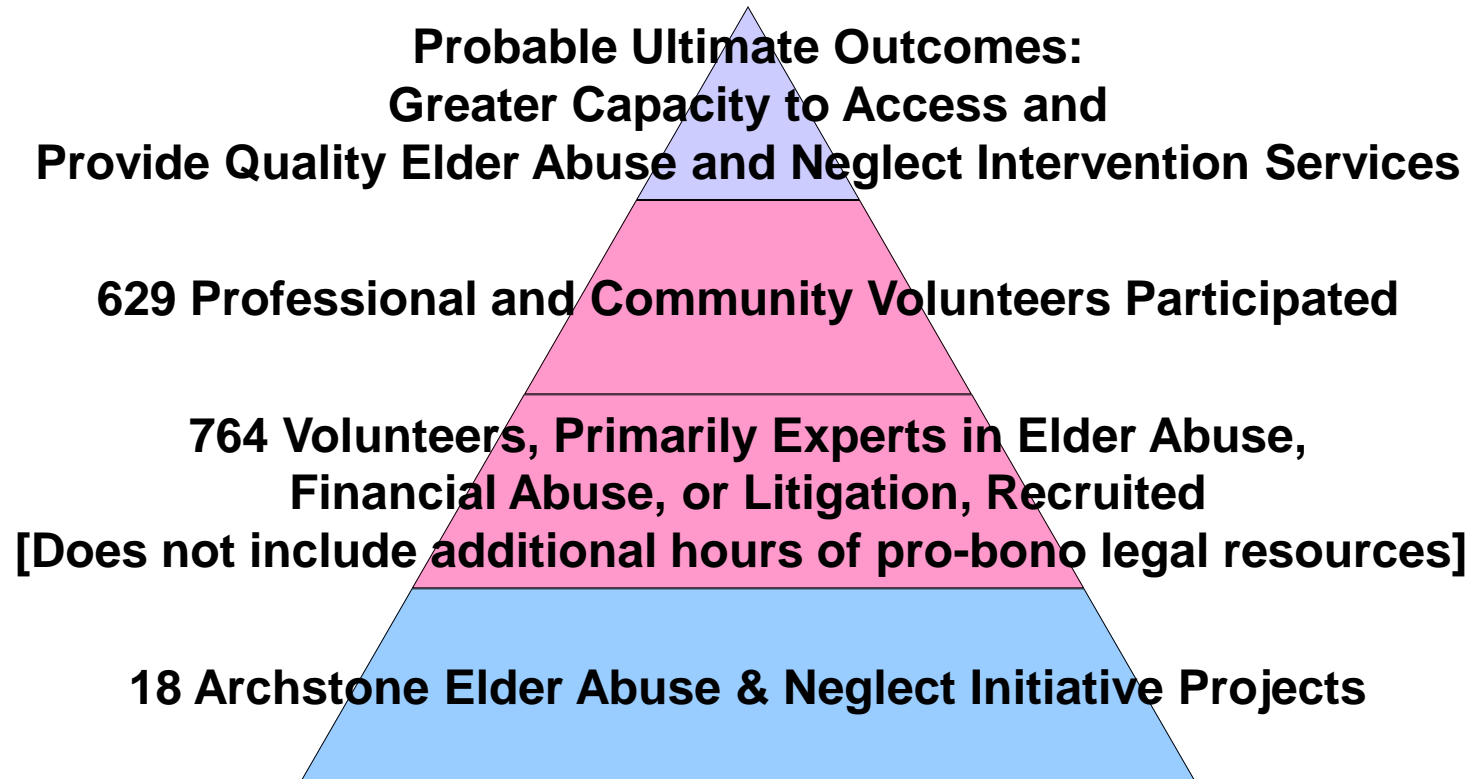 Probable Ultimate Outcomes:
Greater Capacity to Access and
Provide Quality Elder Abuse and Neglect Intervention Services
629 Professional and Community Volunteers Participated
764 Volunteers, Primarily Experts in Elder Abuse,
Financial Abuse, or Litigation, Recruited
[Does not include additional hours of pro-bono legal resources]
18 Archstone Elder Abuse & Neglect Initiative Projects